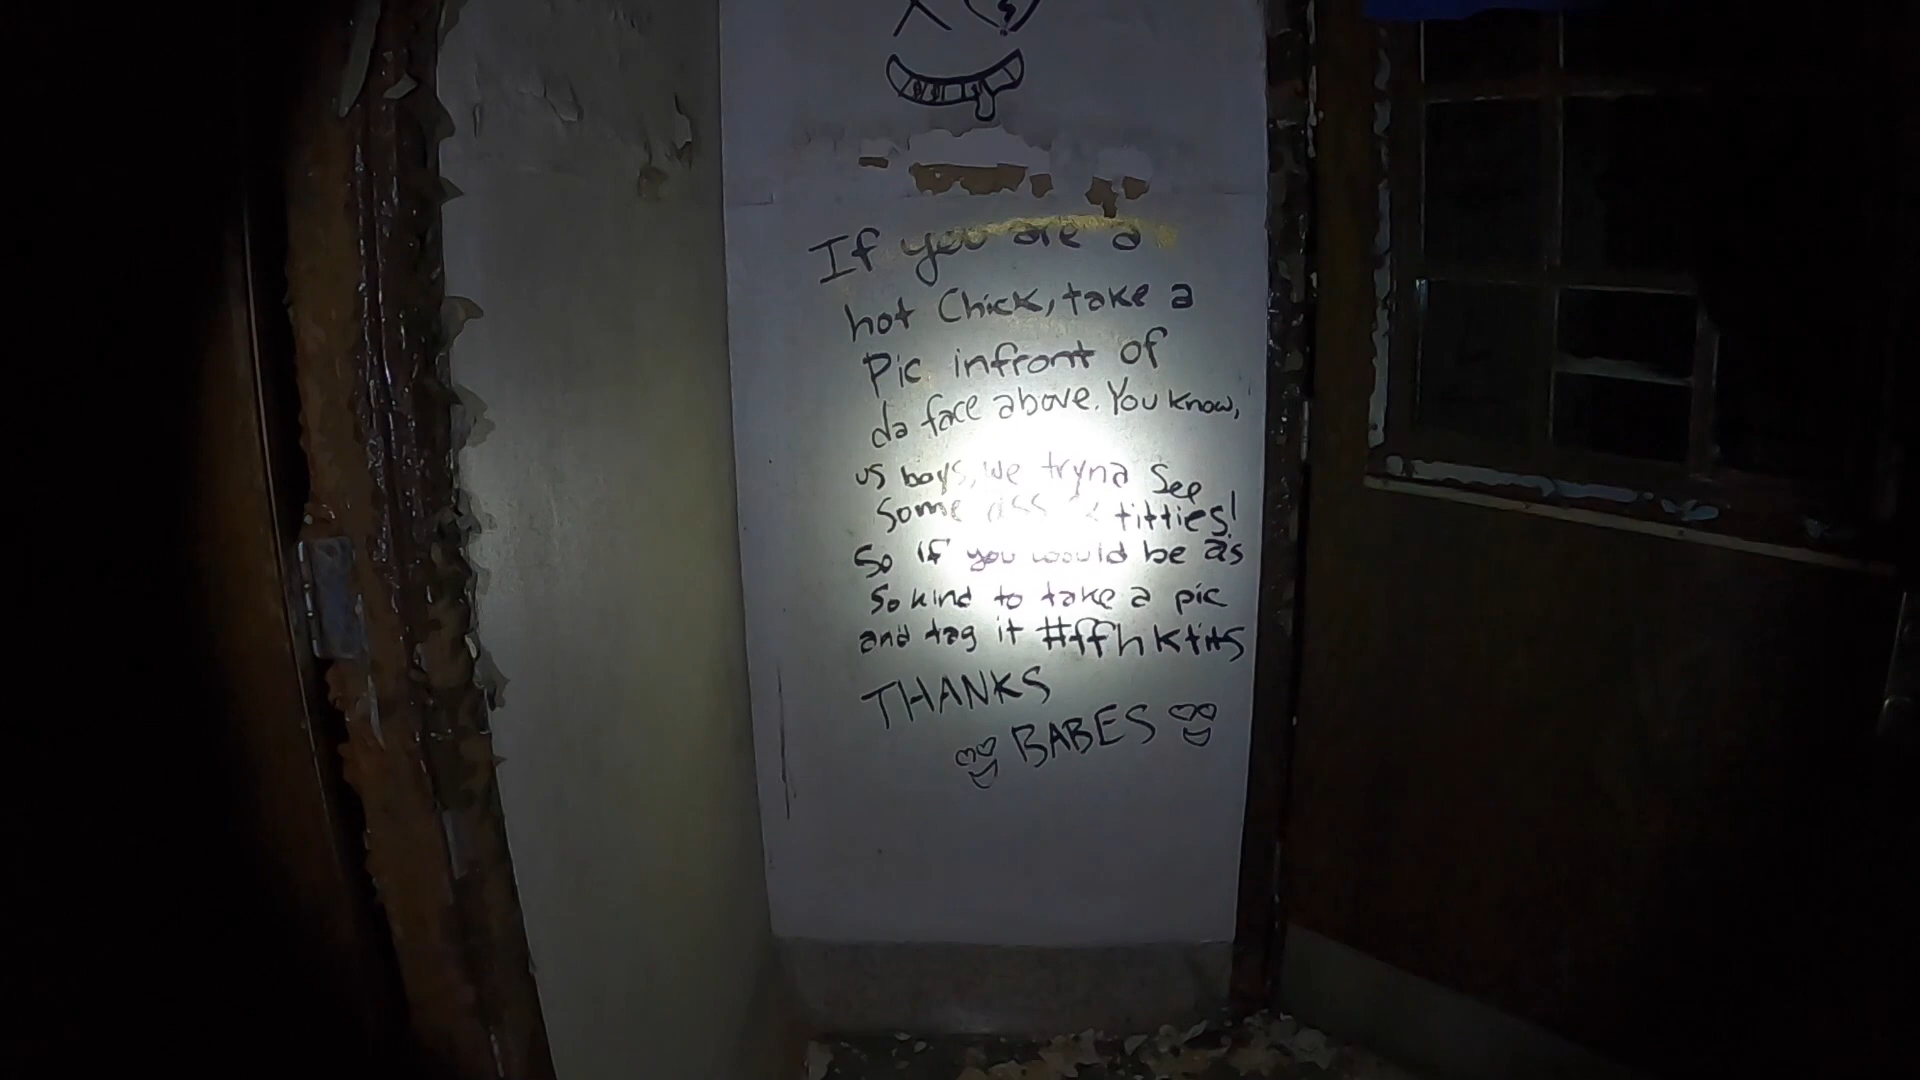 If you are a
hot Chick, take a
Pic infront of
da face above. You know,
us boys, we tryna See
Some ass & titties!
So if you would be as
So kind to take a pic
and tag it #ffhktits
THANKS
BABES